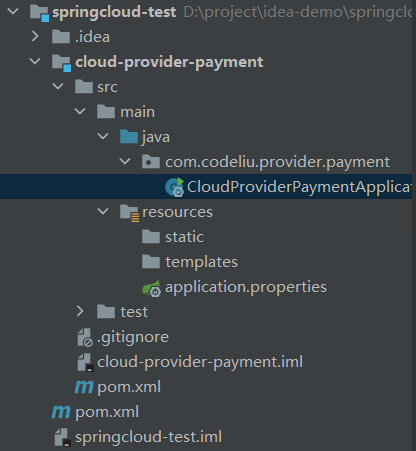 springcloud-test D:\project\idea-demo\springclo
.idea
cloud-provider-payment
src
main
java
com.codeliu.provider.payment
CloudProviderPaymentApplicat
resources
static
templates
application.properties
test
.gitignore
cloud-provider-payment.iml
m pom.xml
m pom.xml
springcloud-test.iml